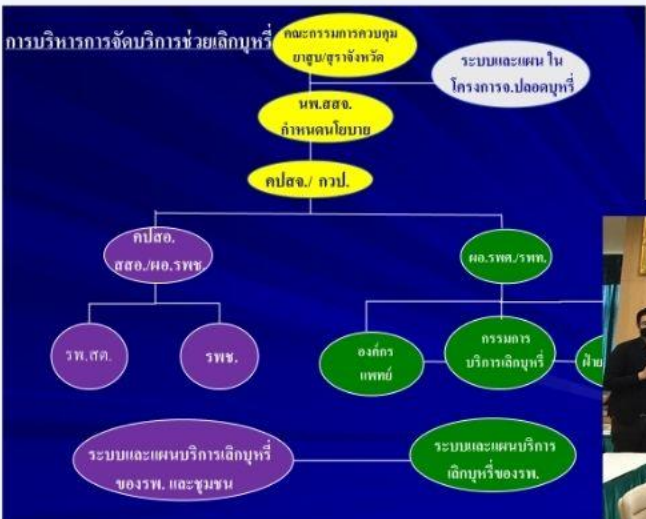 การบริหารการจัดบริการช่วยเลิกบุหรี่
คณะกรรมการควบคุม
ยาสูบ/สุราจังหวัด
ระบบและแผน ใน
โครงการจ.ปลอดบุหรี่
นพ.สสจ.
กำหนดนโยบาย
คปสจ./ กวป.
คปสอ.
สสอ./ผอ.รพช.
ผอ.รพศ./รพท.
รพ.สต.
รพช.
องค์กร
แพทย์
กรรมการ
บริการเลิกบุหรี่
ฝ่าย
ระบบและแผนบริการเลิกบุหรี่
ของรพ. และชุมชน
ระบบและแผนบริการ
เลิกบุหรี่ของรพ.